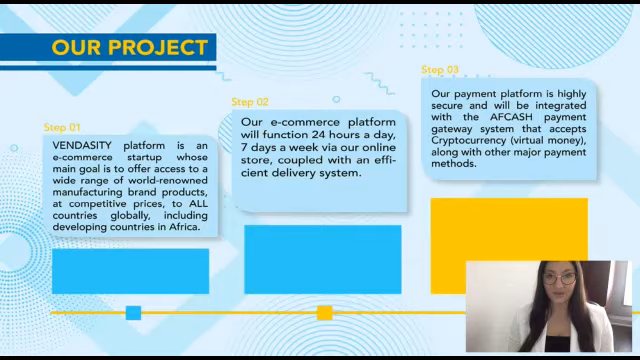 OUR PROJECT
Step 01
VENDASITY platform is an
e-commerce startup whose
main goal is to offer access to a
wide range of world-renowned
manufacturing brand products,
at competitive prices, to ALL
countries globally, including
developing countries in Africa.
Step 02
Our e-commerce platform
will function 24 hours a day,
7 days a week via our online
store, coupled with an effi-
cient delivery system.
Step 03
Our payment platform is highly
secure and will be integrated
with the AFCASH payment
gateway system that accepts
Cryptocurrency (virtual money),
along with other major payment
methods.